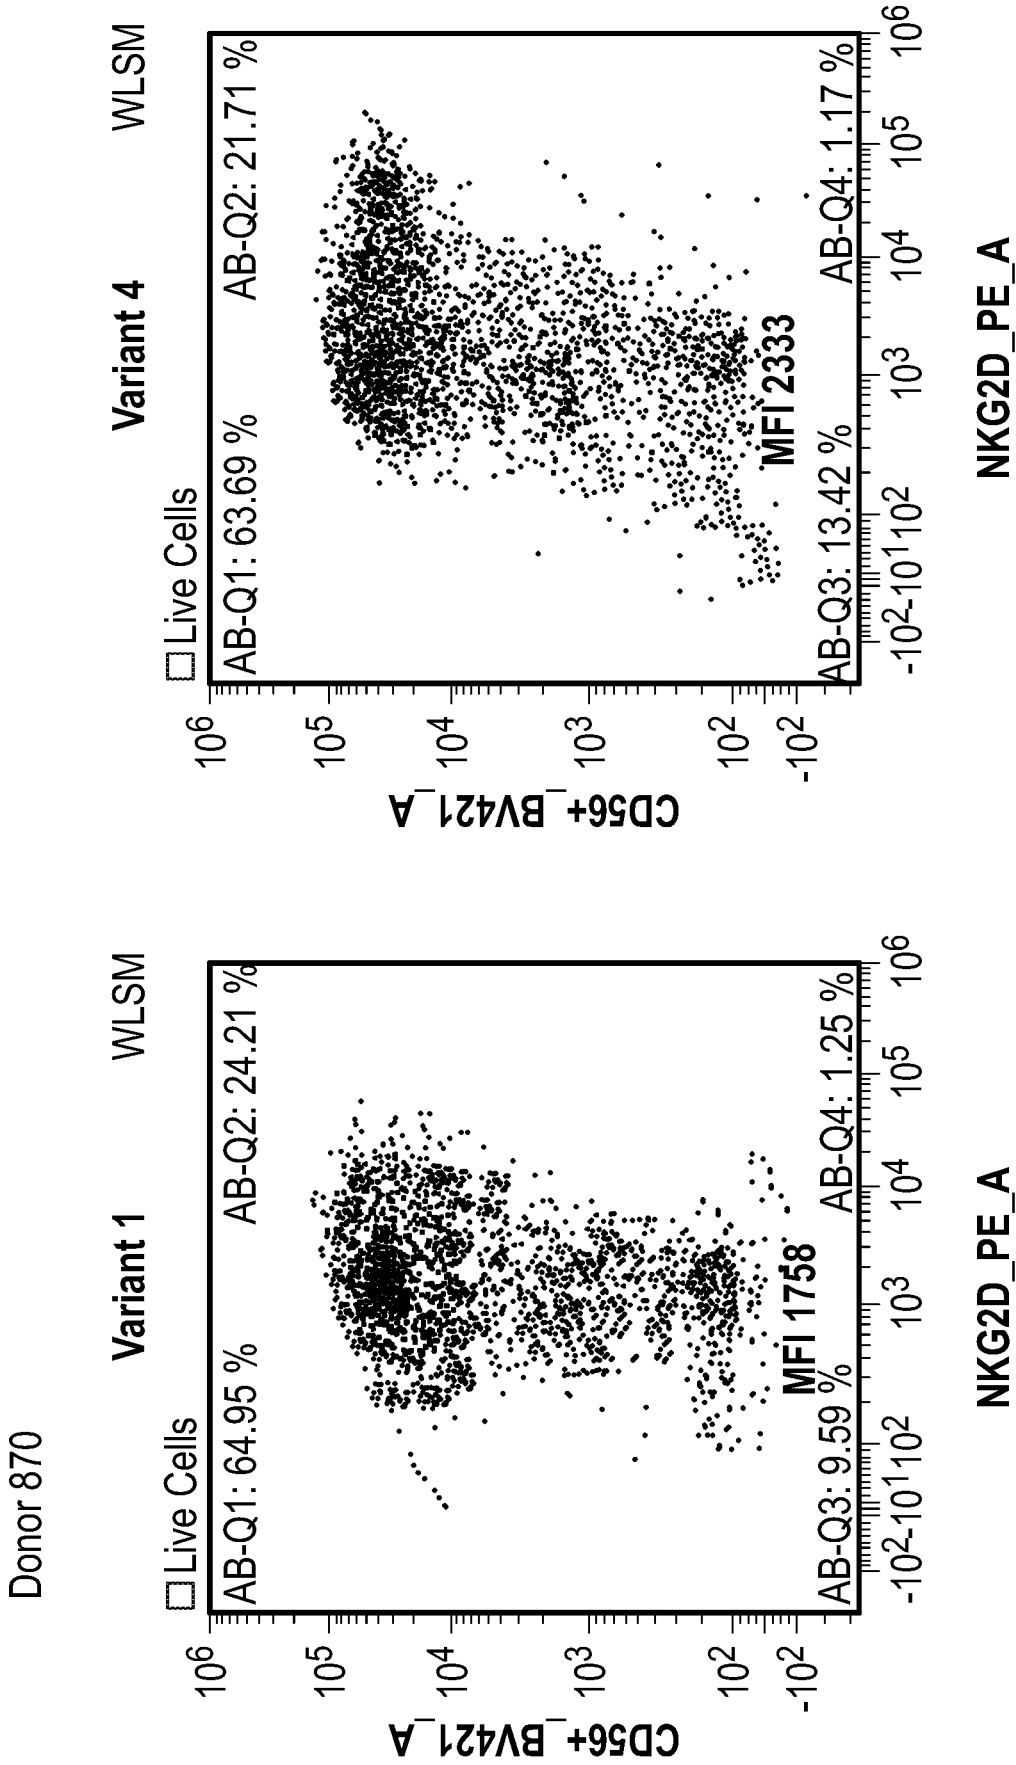 Donor 870
Variant 1
WLSM
Live Cells
AB-Q1: 64.95 %
AB-Q2: 24.21 %
10⁶
10⁵
10⁴
10³
10²
-10²
CD56+_BV421_A
MFI 1758
AB-Q3: 9.59 %
AB-Q4: 1.25 %
-10² -10¹ 10² 10³ 10⁴ 10⁵ 10⁶
NKG2D_PE_A
Variant 4
WLSM
Live Cells
AB-Q1: 63.69 %
AB-Q2: 21.71 %
10⁶
10⁵
10⁴
10³
10²
-10²
CD56+_BV421_A
MFI 2333
AB-Q3: 13.42 %
AB-Q4: 1.17 %
-10² -10¹ 10² 10³ 10⁴ 10⁵ 10⁶
NKG2D_PE_A